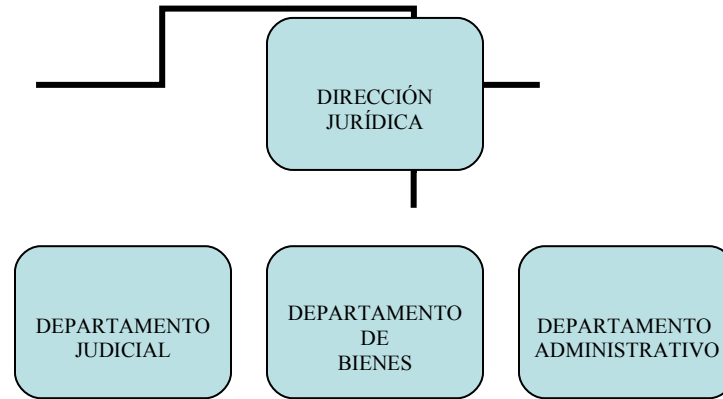 DIRECCIÓN
JURÍDICA
DEPARTAMENTO
JUDICIAL
DEPARTAMENTO
DE
BIENES
DEPARTAMENTO
ADMINISTRATIVO